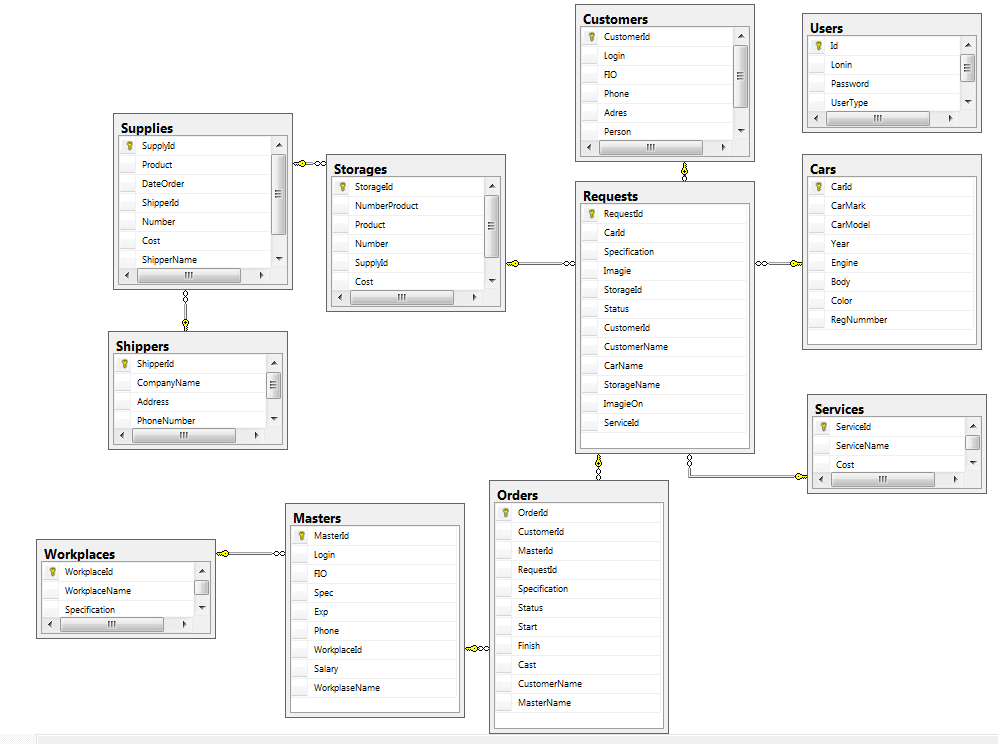 Customers
CustomerId
Login
FIO
Phone
Adres
Person
Users
Id
Lonin
Password
UserType
Supplies
SupplyId
Product
DateOrder
ShiperId
Number
Cost
ShiperName
Storages
StorageId
NumberProduct
Product
Number
SupplyId
Cost
Requests
RequestId
CarId
Specification
Imagie
StorageId
Status
CustomerId
CustomerName
CarName
StorageName
ImagieOn
ServiceId
Cars
CarId
CarMark
CarModel
Year
Engine
Body
Color
RegNummber
Shippers
ShiperId
CompanyName
Address
PhoneNumber
Services
ServiceId
ServiceName
Cost
Orders
OrderId
CustomerId
MasterId
RequestId
Specification
Status
Start
Finish
Cast
CustomerName
MasterName
Masters
MasterId
Login
FIO
Spec
Exp
Phone
WorkplaceId
Salary
WorkplaseName
Workplaces
WorkplaceId
WorkplaceName
Specification